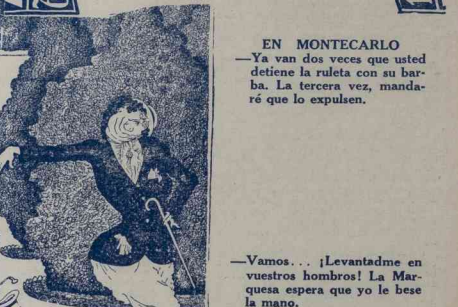 EN MONTECARLO
—Ya van dos veces que usted
detiene la ruleta con su bar-
ba. La tercera vez, manda-
ré que lo expulsen.
—Vamos... ¡Levantadme en
vuestros hombros! La Mar-
quesa espera que yo le bese
la mano.